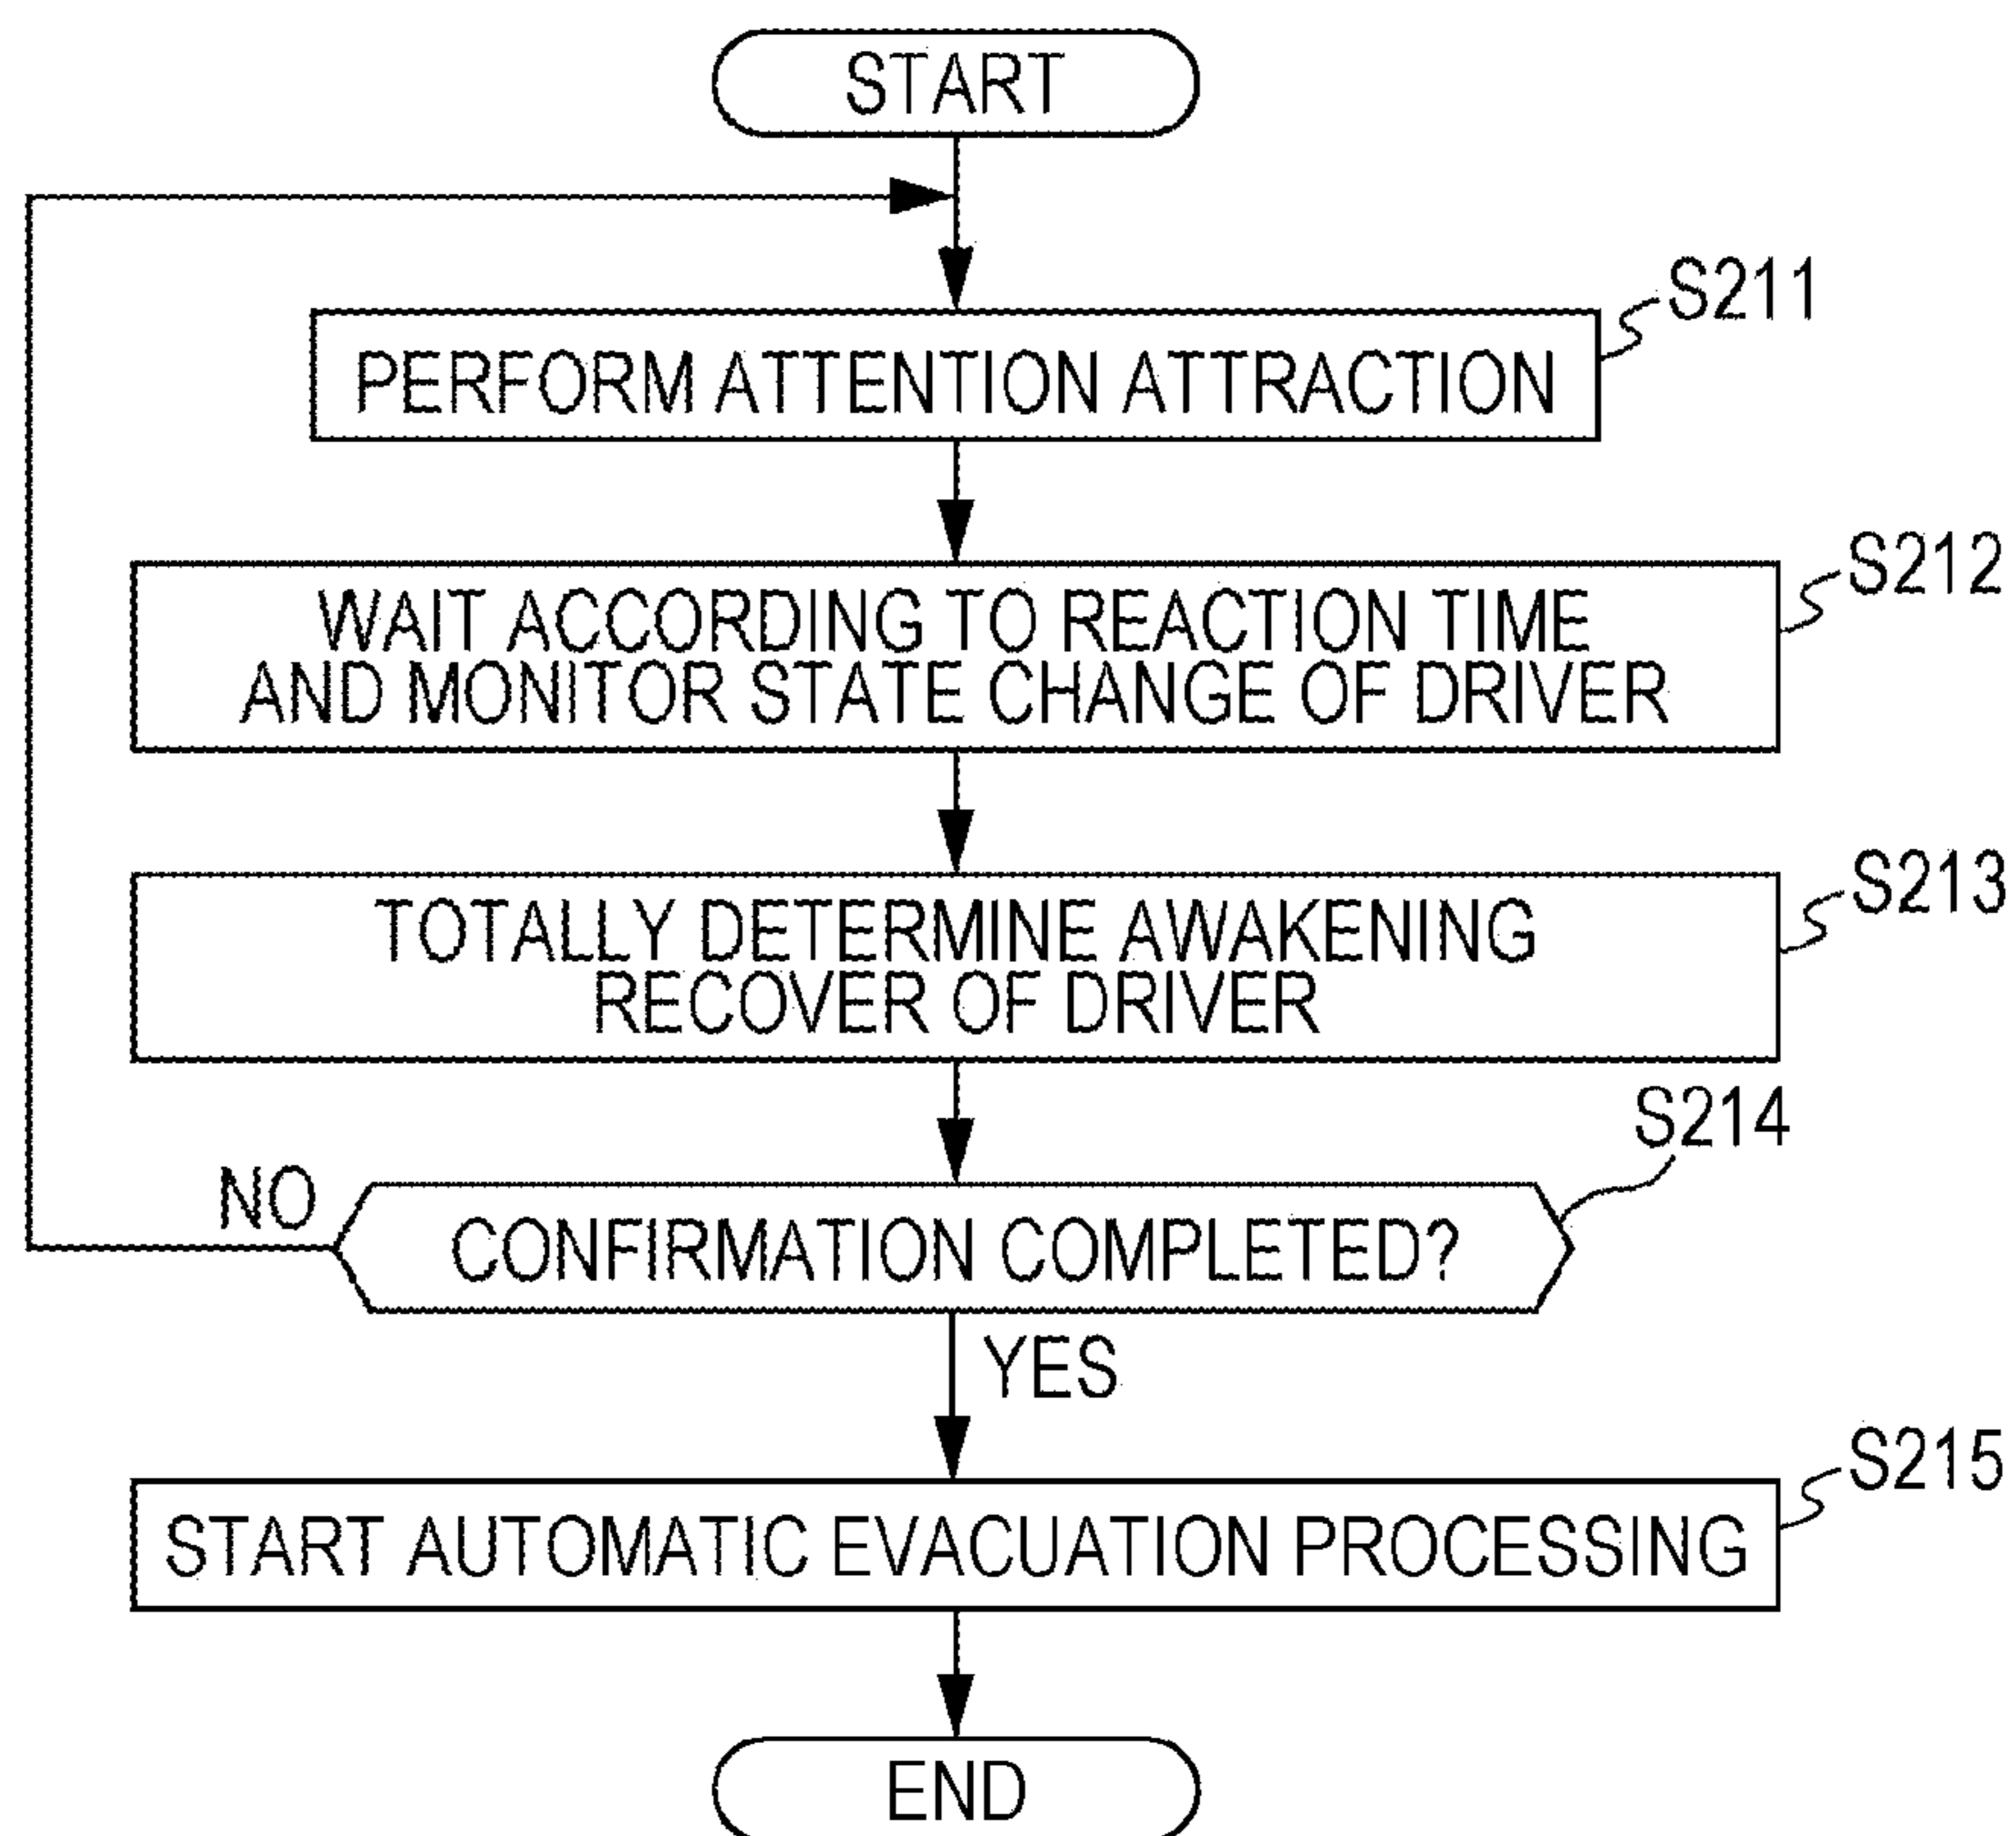 START
S211
PERFORM ATTENTION ATTRACTION
S212
WAIT ACCORDING TO REACTION TIME
AND MONITOR STATE CHANGE OF DRIVER
S213
TOTALLY DETERMINE AWAKENING
RECOVER OF DRIVER
S214
NO
CONFIRMATION COMPLETED?
YES
S215
START AUTOMATIC EVACUATION PROCESSING
END